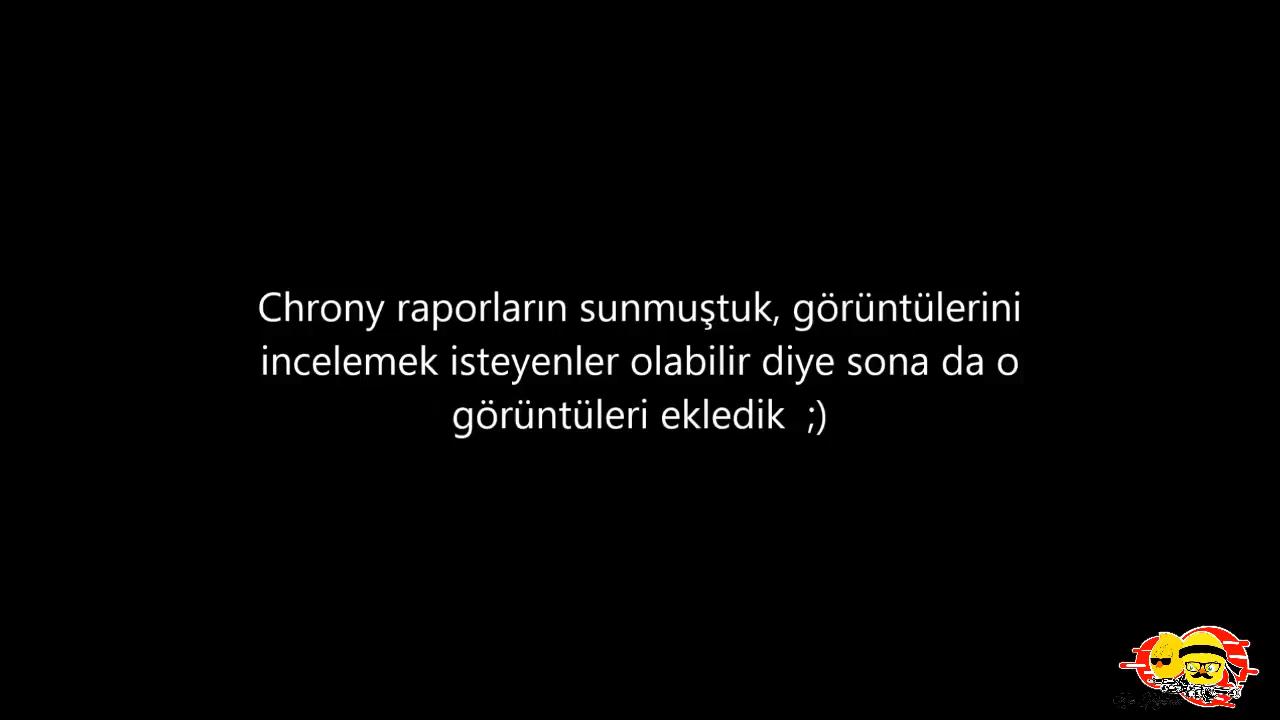 Chrony raporların sunmuştuk, görüntülerini
incelemek isteyenler olabilir diye sona da o
görüntüleri ekledik  ;)